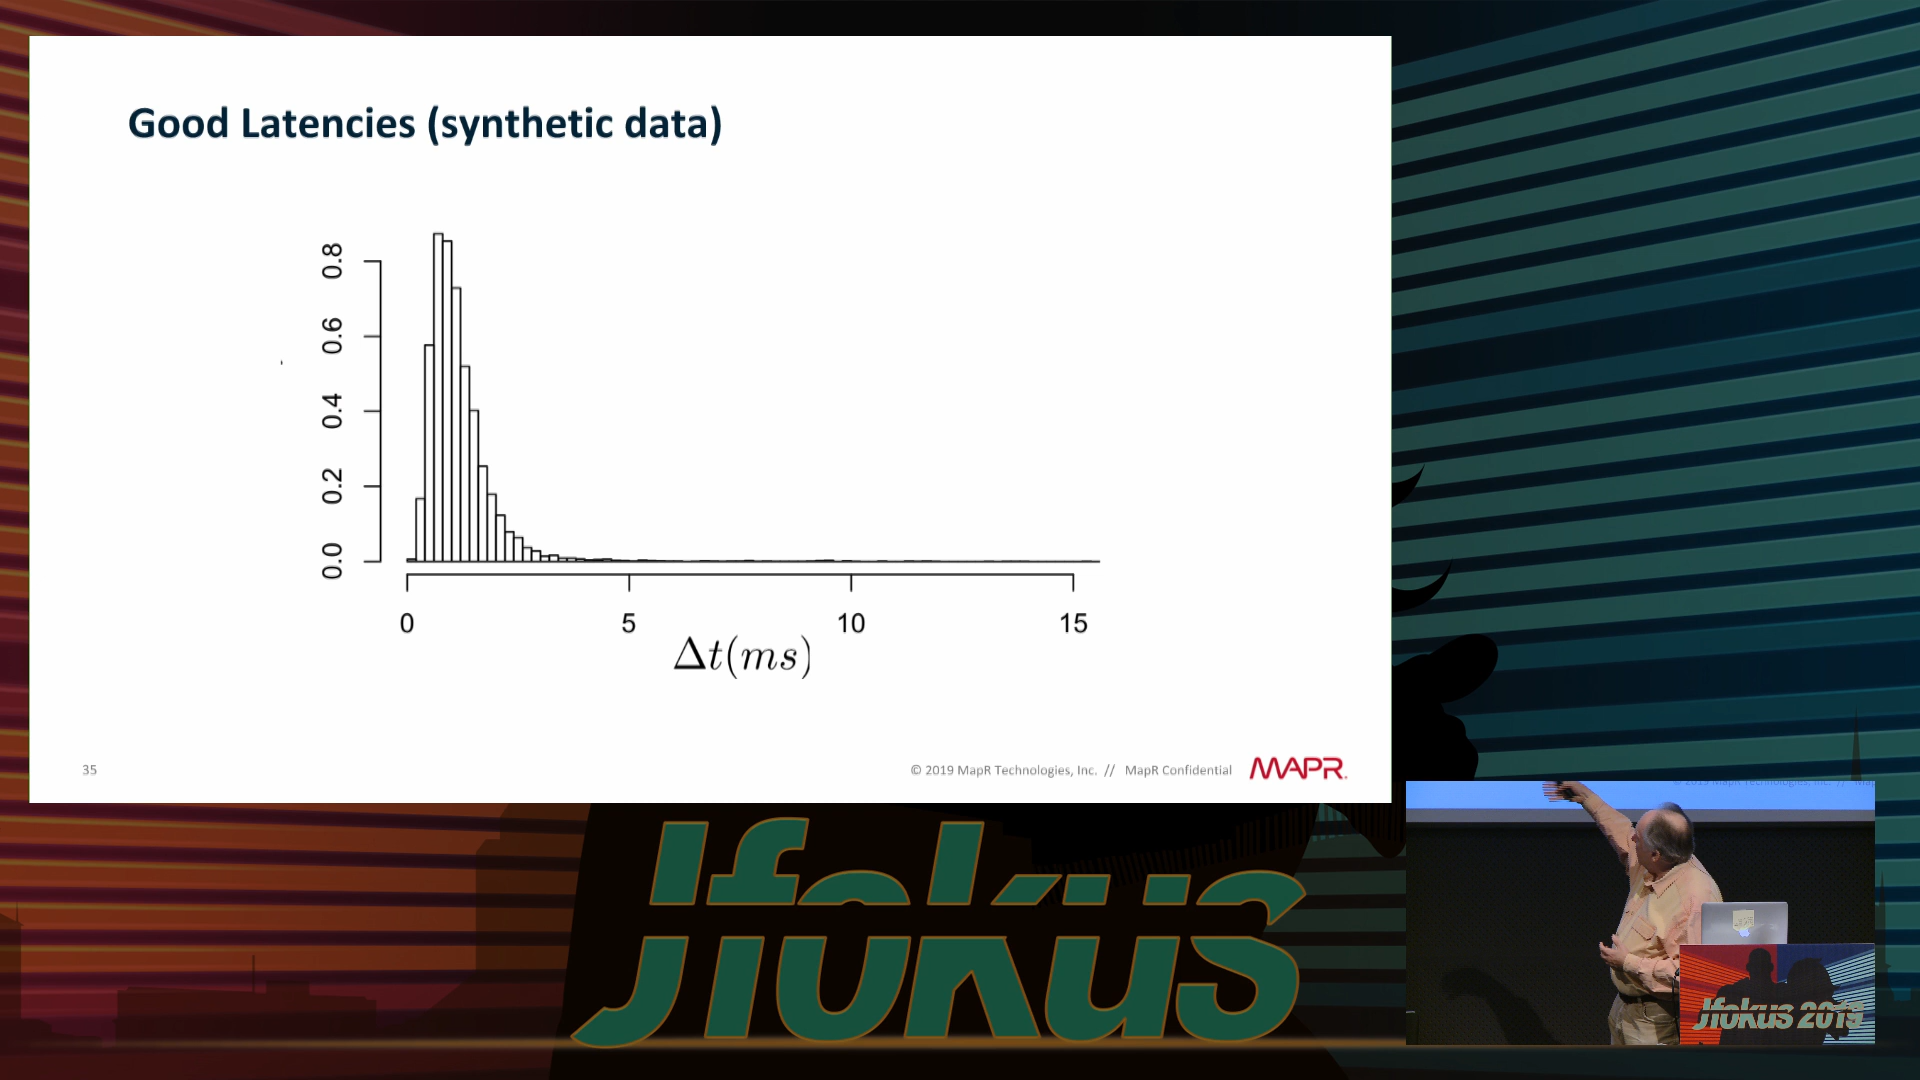 Good Latencies (synthetic data)
0.8
0.6
0.4
0.2
0.0
0
5
10
15
Δt(ms)
35
© 2019 MapR Technologies, Inc. // MapR Confidential
MAPR
Jfokus
Jfokus 2019